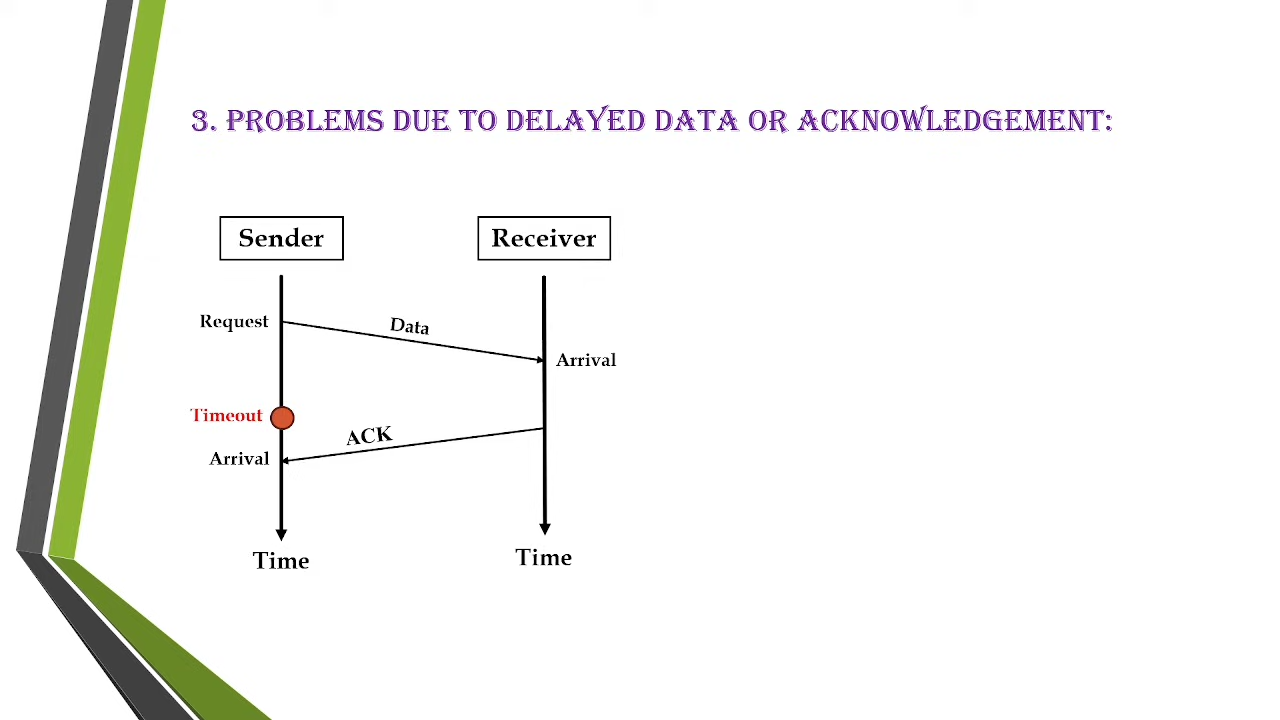 3. PROBLEMS DUE TO DELAYED DATA OR ACKNOWLEDGEMENT:
Sender
Receiver
Request
Data
Arrival
Timeout
ACK
Arrival
Time
Time